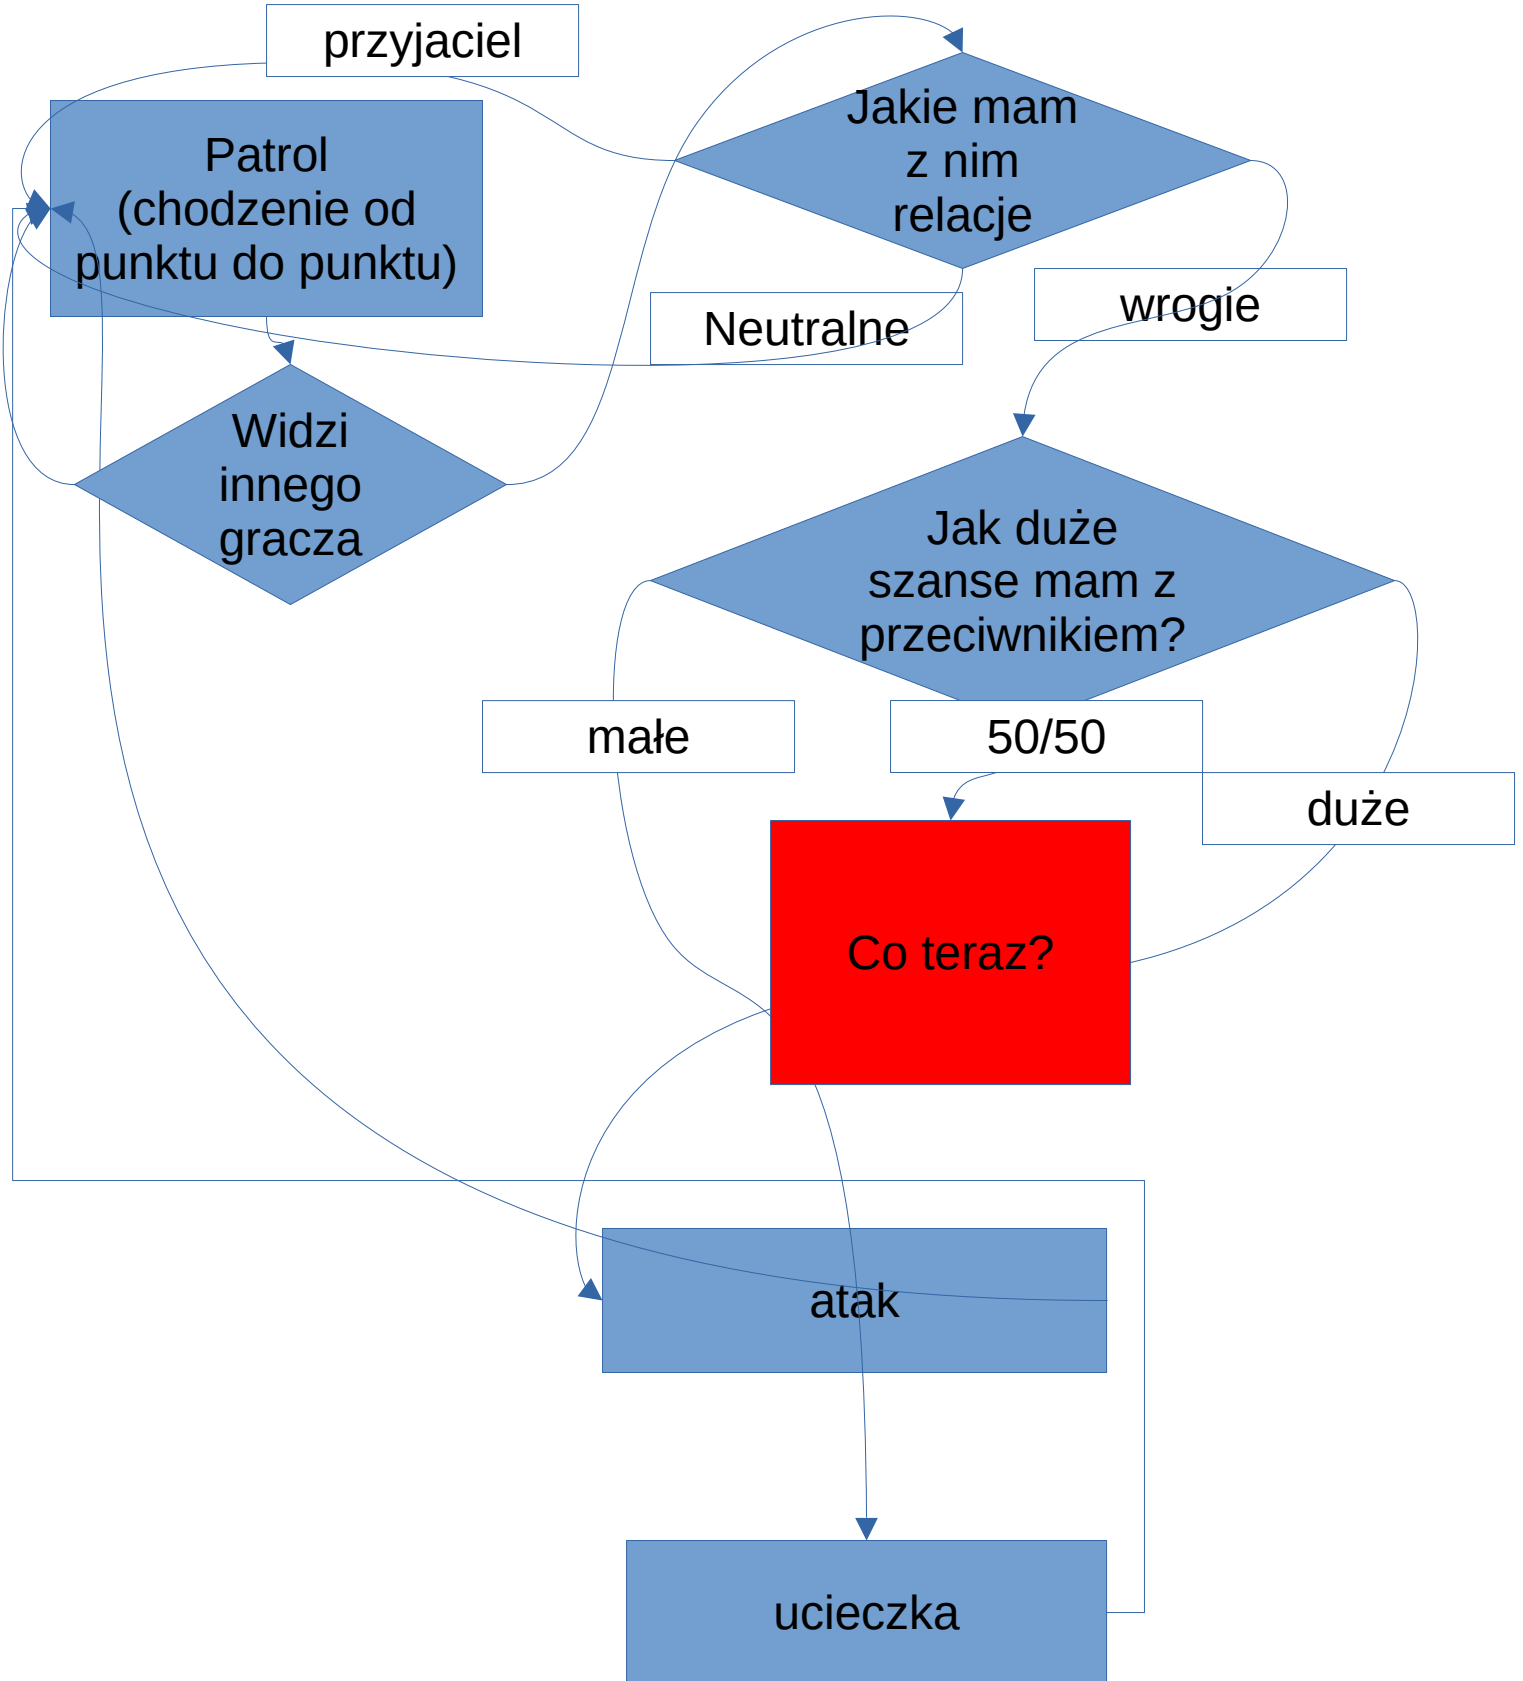 przyjaciel
Patrol
(chodzenie od
punktu do punktu)
Jakie mam
z nim
relacje
Neutralne
wrogie
Widzi
innego
gracza
Jak duże
szanse mam z
przeciwnikiem?
małe
50/50
duże
Co teraz?
atak
ucieczka